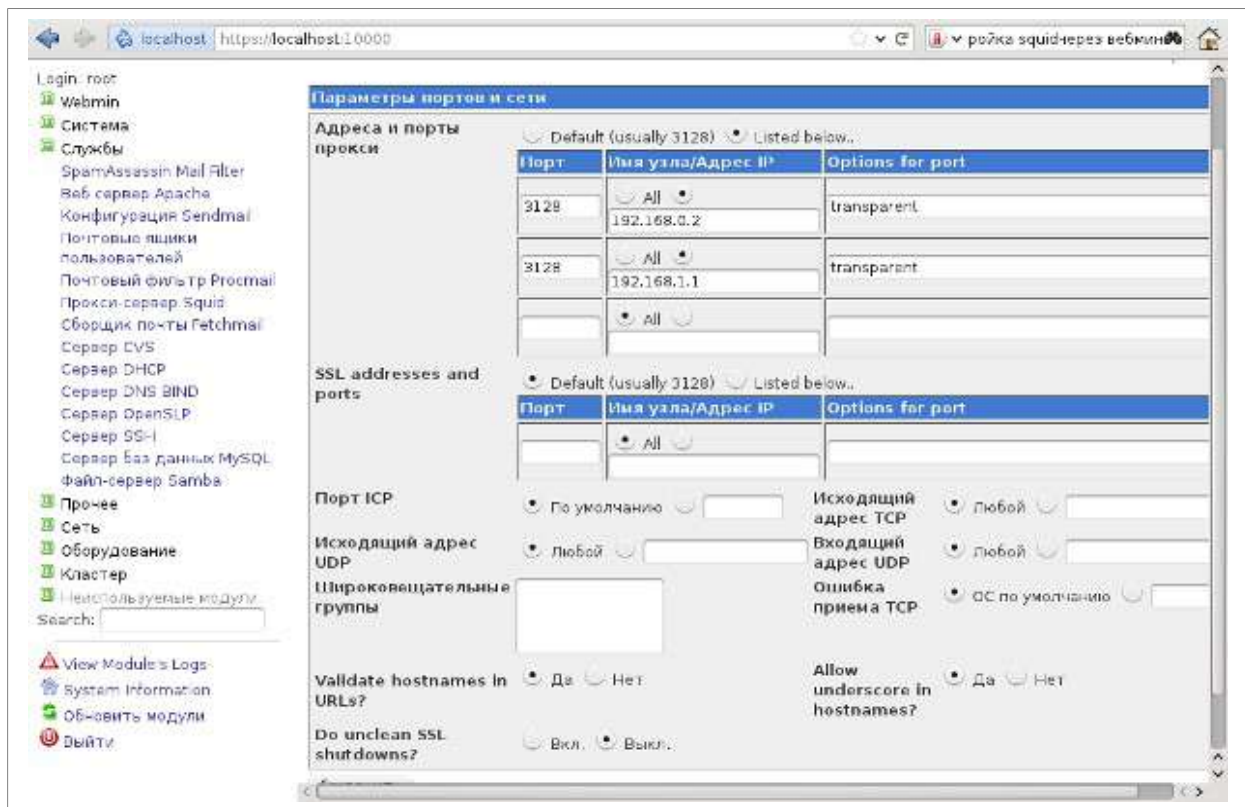 localhost https://localhost:10000
ройка squidчерез вебмин
Login: root
Webmin
Система
Службы
SpamAssassin Mail Filter
Веб сервер Apache
Конфигурация Sendmail
Почтовые ящики
пользователей
Почтовый фильтр Procmail
Прокси-сервер Squid
Сборщик почты Fetchmail
Сервер CVS
Сервер DHCP
Сервер DNS BIND
Сервер OpenSLP
Сервер SSH
Сервер баз данных MySQL
Файл-сервер Samba
Прочее
Сеть
Оборудование
Кластер
Неиспользуемые модули
Search:
View Module's Logs
System Information
Обновить модули
Выйти
Параметры портов и сети
Адреса и порты
прокси
Default (usually 3128) Listed below..
Порт Имя узла/Адрес IP Options for port
3128 All 192.168.0.2 transparent
3128 All 192.168.1.1 transparent
All
SSL addresses and
ports
Default (usually 3128) Listed below..
Порт Имя узла/Адрес IP Options for port
All
Порт ICP По умолчанию
Исходящий
адрес TCP
Любой
Исходящий адрес
UDP
Любой
Входящий
адрес UDP
Любой
Широковещательные
группы
Ошибка
приема TCP
ОС по умолчанию
Validate hostnames in
URLs?
Да Нет
Allow
underscore in
hostnames?
Да Нет
Do unclean SSL
shutdowns?
Вкл. Выкл.